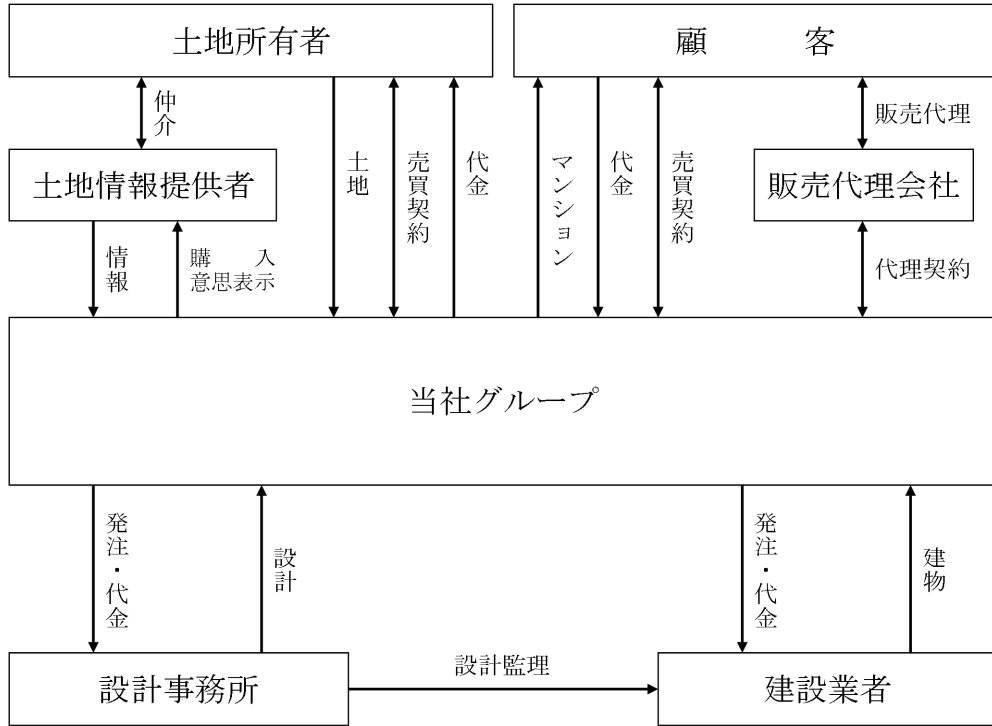 土地所有者
顧 客
仲介
販売代理
土地情報提供者
販売代理会社
土地
売買契約
代金
マンション
代金
売買契約
情報
購 入
意思表示
代理契約
当社グループ
発注・代金
設計
発注・代金
建物
設計事務所
設計監理
建設業者